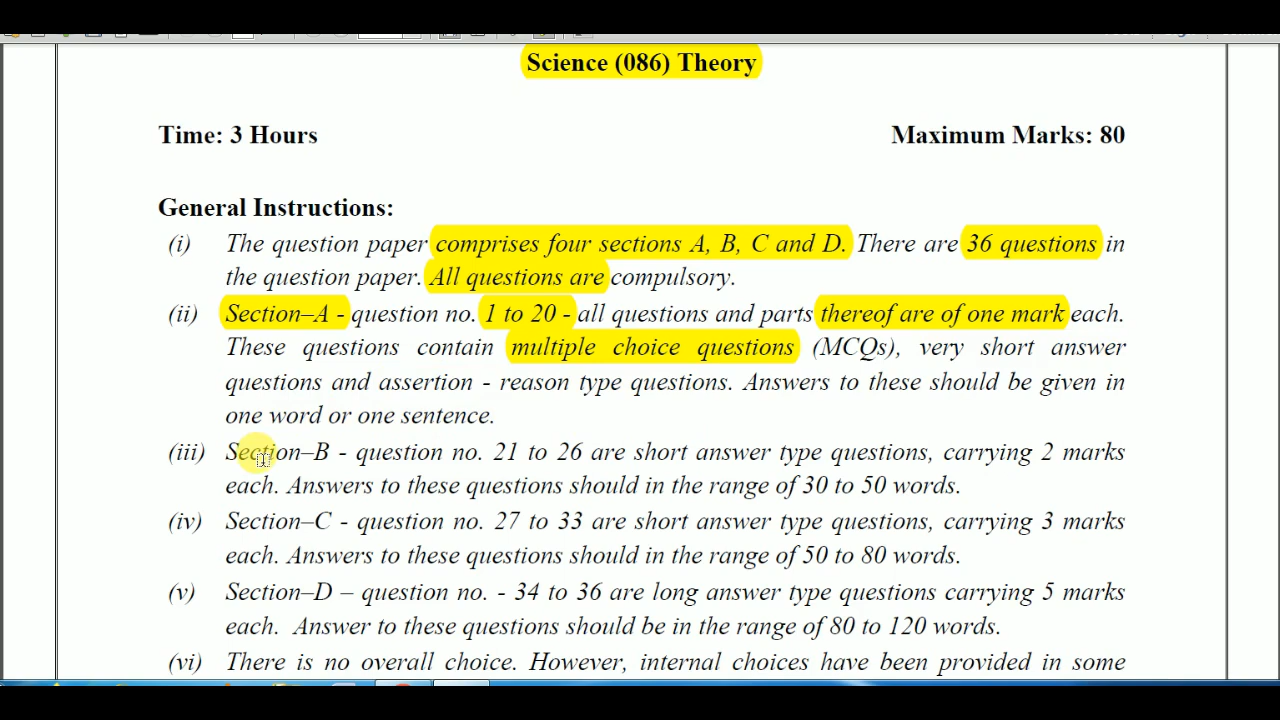 Science (086) Theory
Time: 3 Hours Maximum Marks: 80
General Instructions:
(i) The question paper comprises four sections A, B, C and D. There are 36 questions in
the question paper. All questions are compulsory.
(ii) Section–A - question no. 1 to 20 - all questions and parts thereof are of one mark each.
These questions contain multiple choice questions (MCQs), very short answer
questions and assertion - reason type questions. Answers to these should be given in
one word or one sentence.
(iii) Section–B - question no. 21 to 26 are short answer type questions, carrying 2 marks
each. Answers to these questions should in the range of 30 to 50 words.
(iv) Section–C - question no. 27 to 33 are short answer type questions, carrying 3 marks
each. Answers to these questions should in the range of 50 to 80 words.
(v) Section–D – question no. - 34 to 36 are long answer type questions carrying 5 marks
each. Answer to these questions should be in the range of 80 to 120 words.
(vi) There is no overall choice. However, internal choices have been provided in some